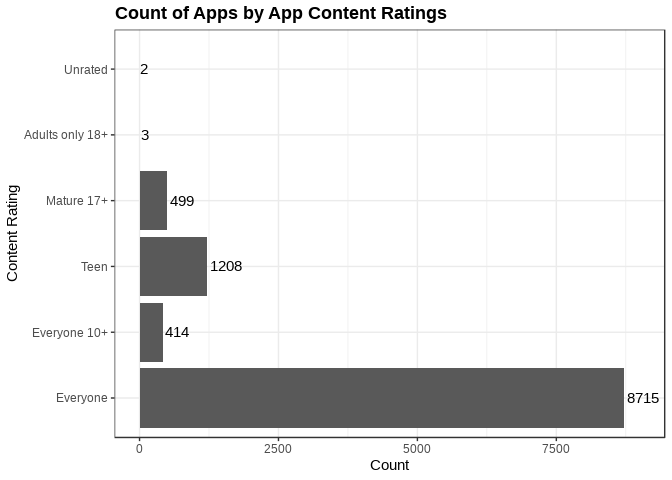 Count of Apps by App Content Ratings
Unrated
2
Adults only 18+
3
Mature 17+
499
Teen
1208
Everyone 10+
414
Everyone
8715
Content Rating
0 2500 5000 7500
Count